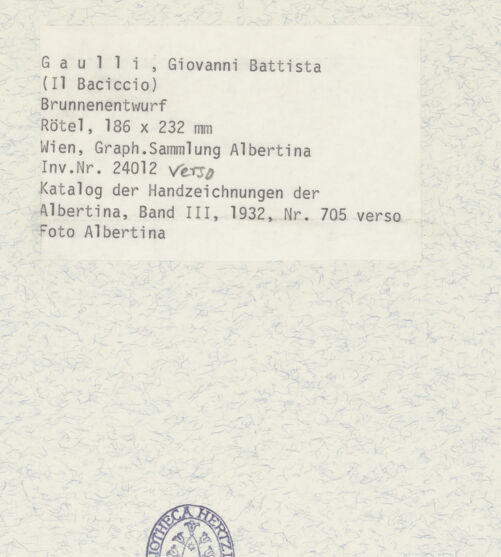 G a u l l i , Giovanni Battista
(Il Baciccio)
Brunnenentwurf
Rötel, 186 x 232 mm
Wien, Graph.Sammlung Albertina
Inv.Nr. 24012 verso
Katalog der Handzeichnungen der
Albertina, Band III, 1932, Nr. 705 verso
Foto Albertina